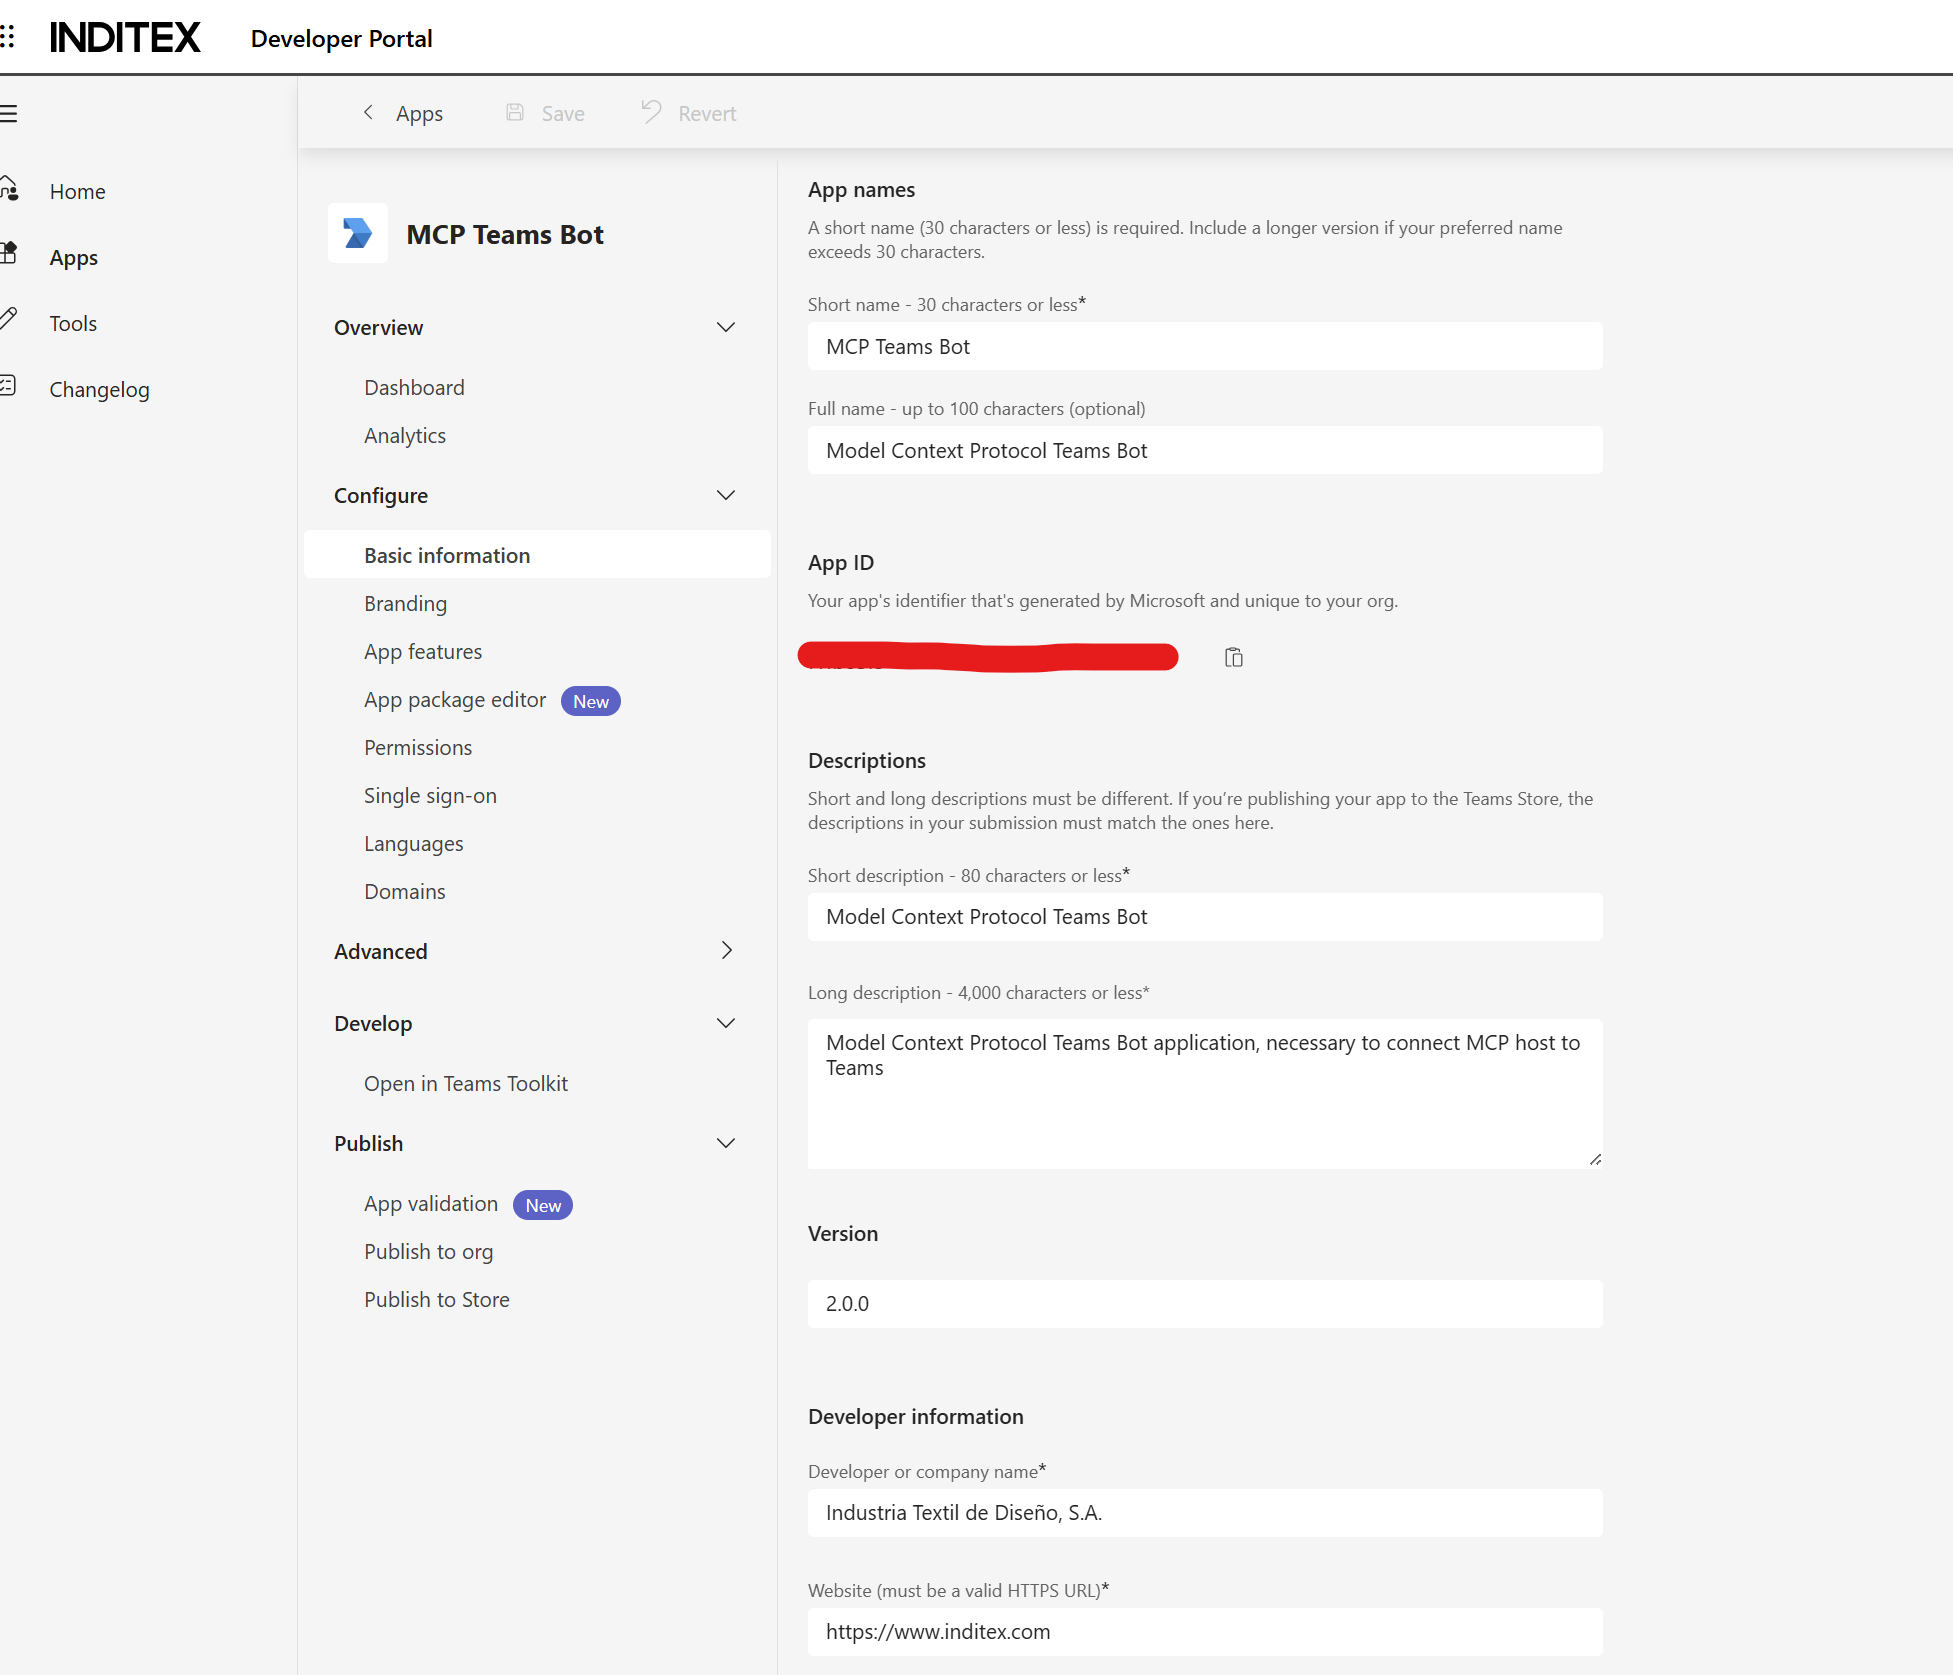 INDITEX
Developer Portal
Apps
Save
Revert
Home
Apps
Tools
Changelog
MCP Teams Bot
Overview
Dashboard
Analytics
Configure
Basic information
Branding
App features
App package editor New
Permissions
Single sign-on
Languages
Domains
Advanced
Develop
Open in Teams Toolkit
Publish
App validation New
Publish to org
Publish to Store
App names
A short name (30 characters or less) is required. Include a longer version if your preferred name
exceeds 30 characters.
Short name - 30 characters or less*
MCP Teams Bot
Full name - up to 100 characters (optional)
Model Context Protocol Teams Bot
App ID
Your app's identifier that's generated by Microsoft and unique to your org.
Descriptions
Short and long descriptions must be different. If you’re publishing your app to the Teams Store, the
descriptions in your submission must match the ones here.
Short description - 80 characters or less*
Model Context Protocol Teams Bot
Long description - 4,000 characters or less*
Model Context Protocol Teams Bot application, necessary to connect MCP host to
Teams
Version
2.0.0
Developer information
Developer or company name*
Industria Textil de Diseño, S.A.
Website (must be a valid HTTPS URL)*
https://www.inditex.com